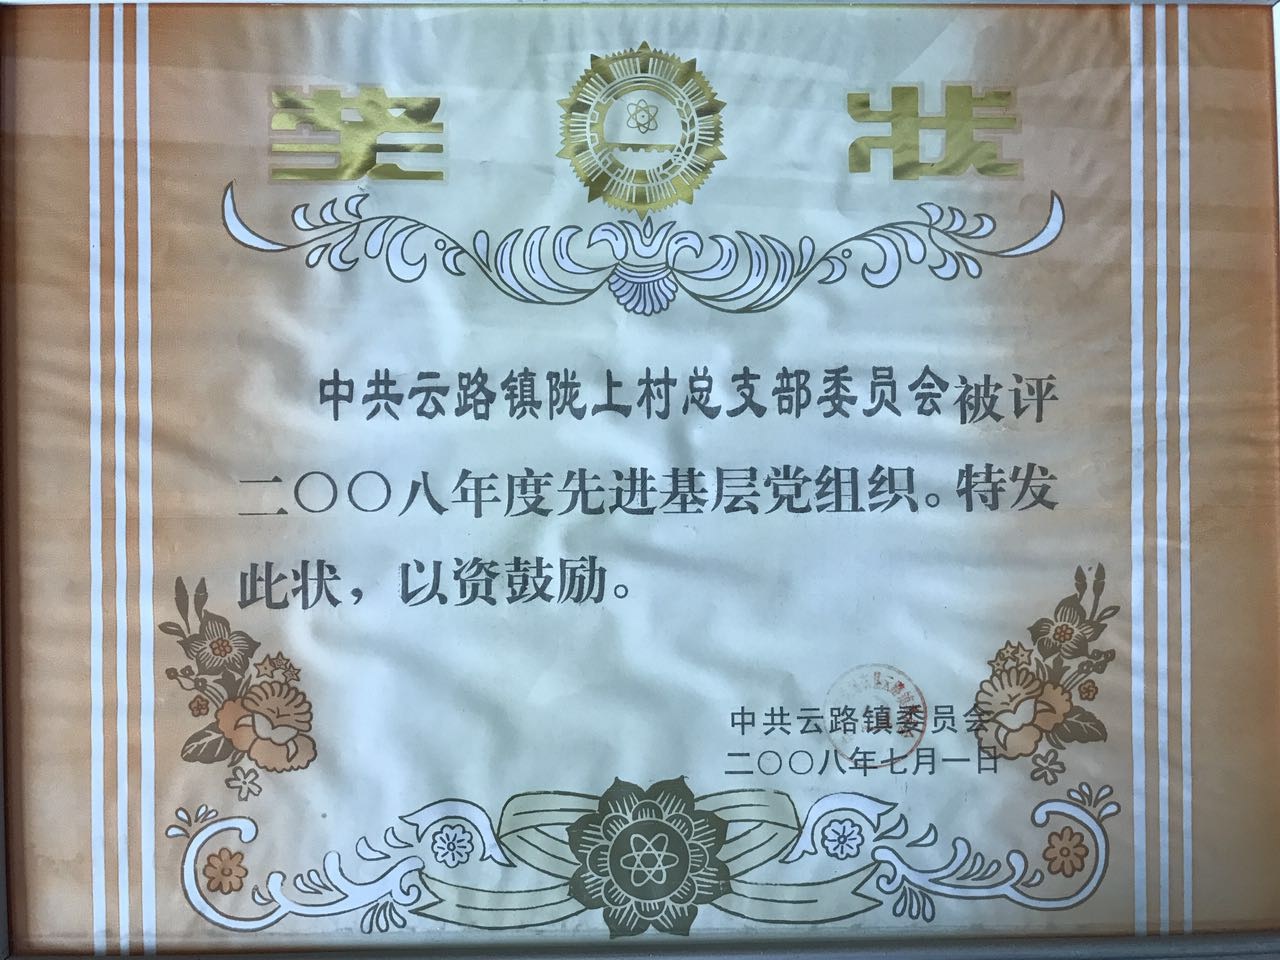 奖状
中共云路镇陇上村总支部委员会被评
二〇〇八年度先进基层党组织。特发
此状，以资鼓励。
中共云路镇委员会
二〇〇八年七月一日